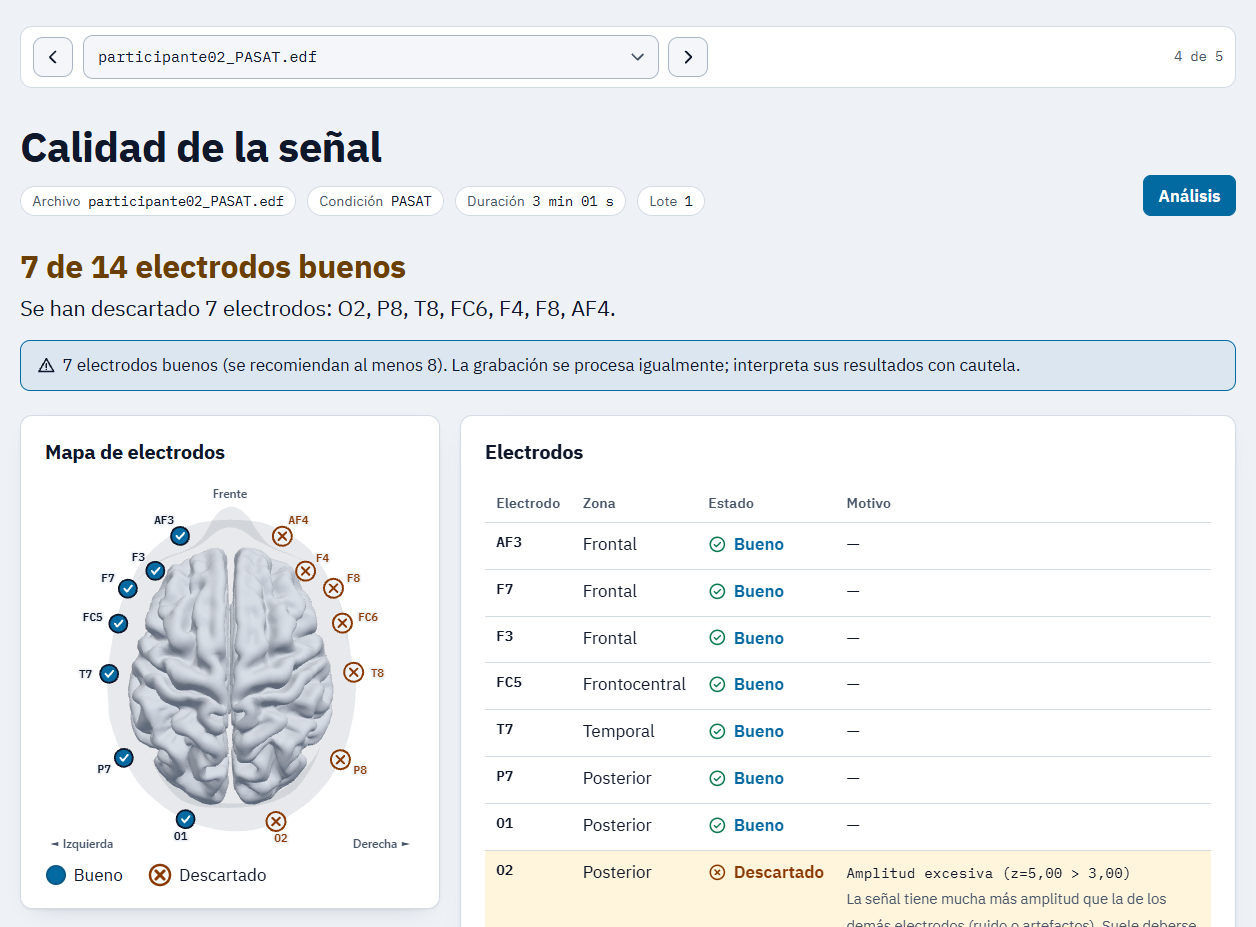 participante02_PASAT.edf
4 de 5
Calidad de la señal
Archivo participante02_PASAT.edf
Condición PASAT
Duración 3 min 01 s
Lote 1
Análisis
7 de 14 electrodos buenos
Se han descartado 7 electrodos: O2, P8, T8, FC6, F4, F8, AF4.
7 electrodos buenos (se recomiendan al menos 8). La grabación se procesa igualmente; interpreta sus resultados con cautela.
Mapa de electrodos
Frente
AF3
AF4
F3
F4
F7
F8
FC5
FC6
T7
T8
P7
P8
O1
O2
◄ Izquierda
Derecha ►
Bueno
Descartado
Electrodos
Electrodo Zona Estado Motivo
AF3 Frontal Bueno —
F7 Frontal Bueno —
F3 Frontal Bueno —
FC5 Frontocentral Bueno —
T7 Temporal Bueno —
P7 Posterior Bueno —
O1 Posterior Bueno —
O2 Posterior Descartado Amplitud excesiva (z=5,00 > 3,00)
La señal tiene mucha más amplitud que la de los
demás electrodos (ruido o artefactos). Suele deberse